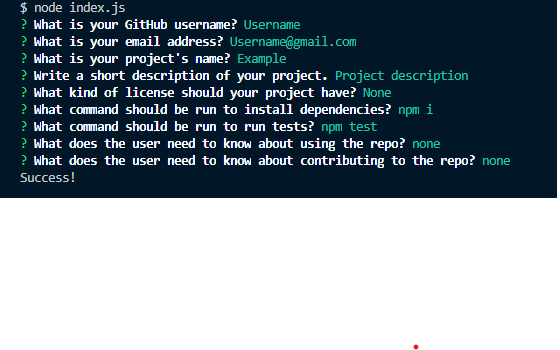 $ node index.js
? What is your GitHub username? Username
? What is your email address? Username@gmail.com
? What is your project's name? Example
? Write a short description of your project. Project description
? What kind of license should your project have? None
? What command should be run to install dependencies? npm i
? What command should be run to run tests? npm test
? What does the user need to know about using the repo? none
? What does the user need to know about contributing to the repo? none
Success!